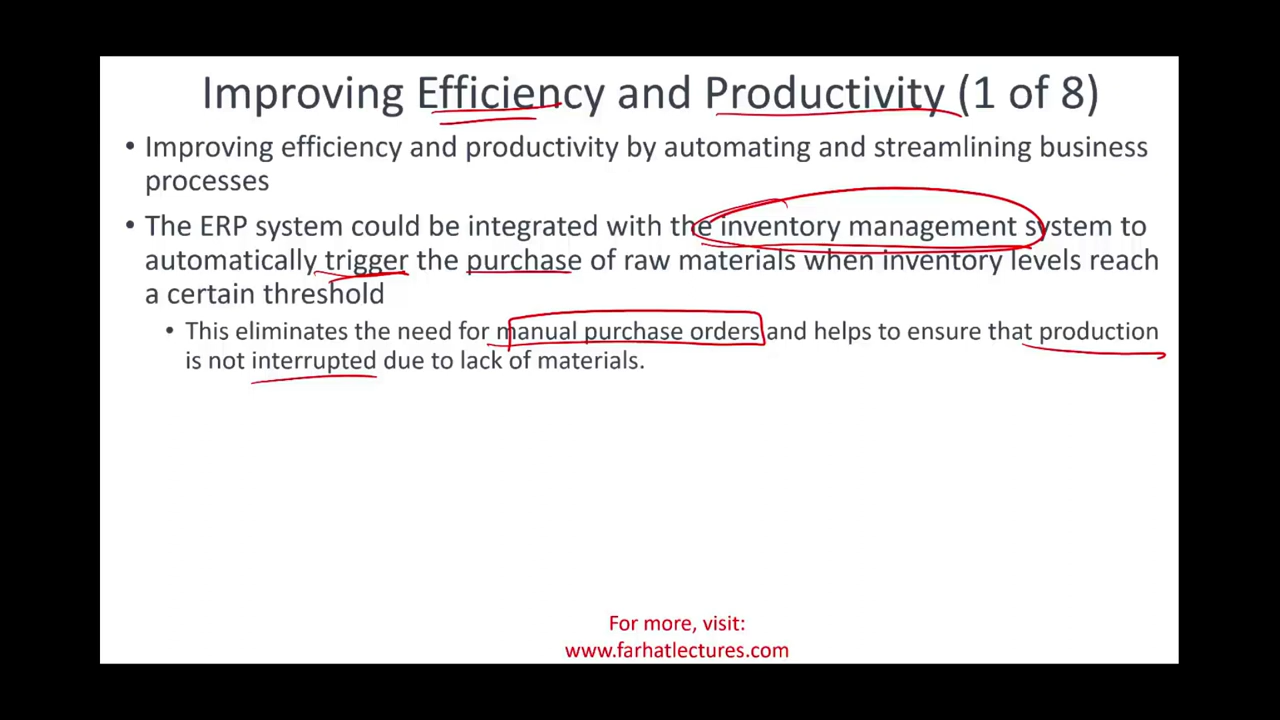 Improving Efficiency and Productivity (1 of 8)
• Improving efficiency and productivity by automating and streamlining business
processes
• The ERP system could be integrated with the inventory management system to
automatically trigger the purchase of raw materials when inventory levels reach
a certain threshold
• This eliminates the need for manual purchase orders and helps to ensure that production
is not interrupted due to lack of materials.
For more, visit:
www.farhatlectures.com